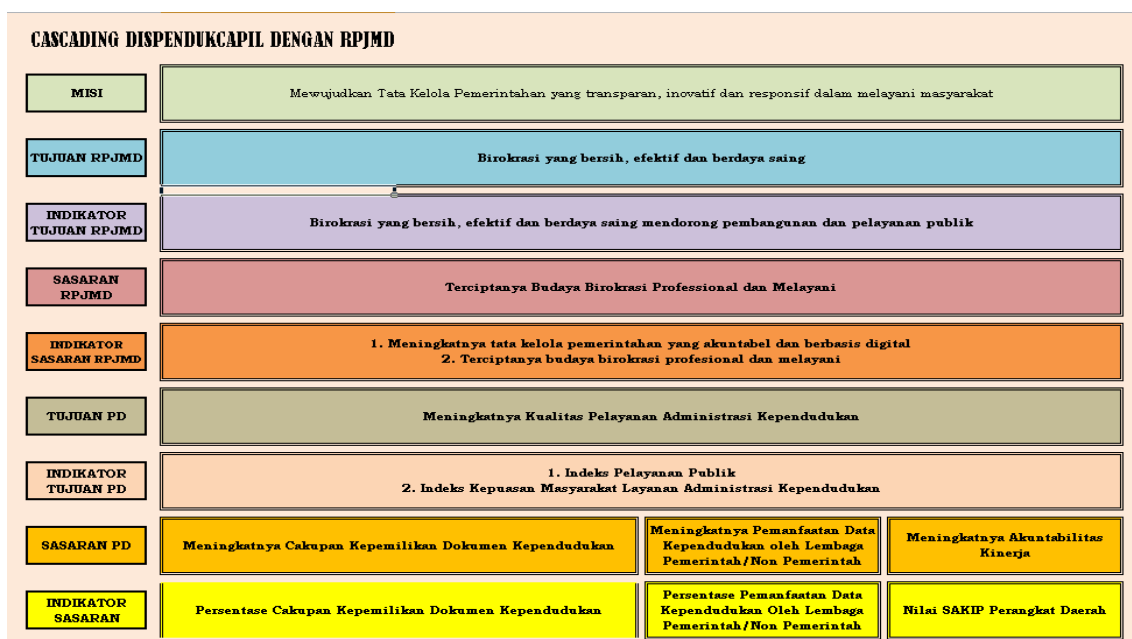 CASCADING DISPENDUKCAPIL DENGAN RPJMD
MISI
Mewujudkan Tata Kelola Pemerintahan yang transparan, inovatif dan responsif dalam melayani masyarakat
TUJUAN RPJMD
Birokrasi yang bersih, efektif dan berdaya saing
INDIKATOR
TUJUAN RPJMD
Birokrasi yang bersih, efektif dan berdaya saing mendorong pembangunan dan pelayanan publik
SASARAN
RPJMD
Terciptanya Budaya Birokrasi Professional dan Melayani
INDIKATOR
SASARAN RPJMD
1. Meningkatnya tata kelola pemerintahan yang akuntabel dan berbasis digital
2. Terciptanya budaya birokrasi profesional dan melayani
TUJUAN PD
Meningkatnya Kualitas Pelayanan Administrasi Kependudukan
INDIKATOR
TUJUAN PD
1. Indeks Pelayanan Publik
2. Indeks Kepuasan Masyarakat Layanan Administrasi Kependudukan
SASARAN PD
Meningkatnya Cakupan Kepemilikan Dokumen Kependudukan
Meningkatnya Pemanfaatan Data
Kependudukan oleh Lembaga
Pemerintah/Non Pemerintah
Meningkatnya Akuntabilitas
Kinerja
INDIKATOR
SASARAN
Persentase Cakupan Kepemilikan Dokumen Kependudukan
Persentase Pemanfaatan Data
Kependudukan Oleh Lembaga
Pemerintah/Non Pemerintah
Nilai SAKIP Perangkat Daerah